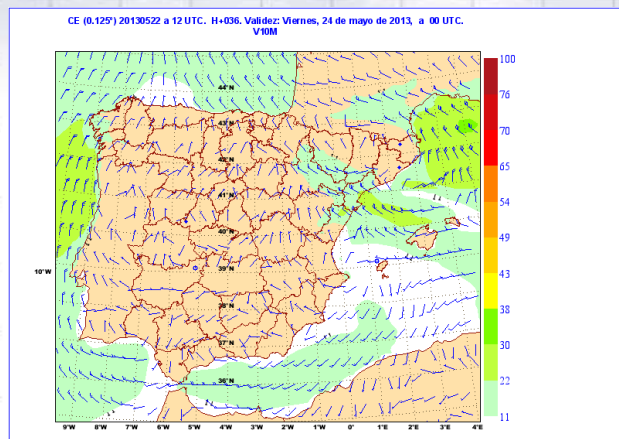 CE (0.125°) 20130522 a 12 UTC. H+036. Validez: Viernes, 24 de mayo de 2013, a 00 UTC.
V10M
100
76
70
65
54
49
43
38
30
22
11
44°N
43°N
42°N
41°N
40°N
39°N
38°N
37°N
36°N
10°W
9°W 8°W 7°W 6°W 5°W 4°W 3°W 2°W 1°W 0° 1°E 2°E 3°E 4°E